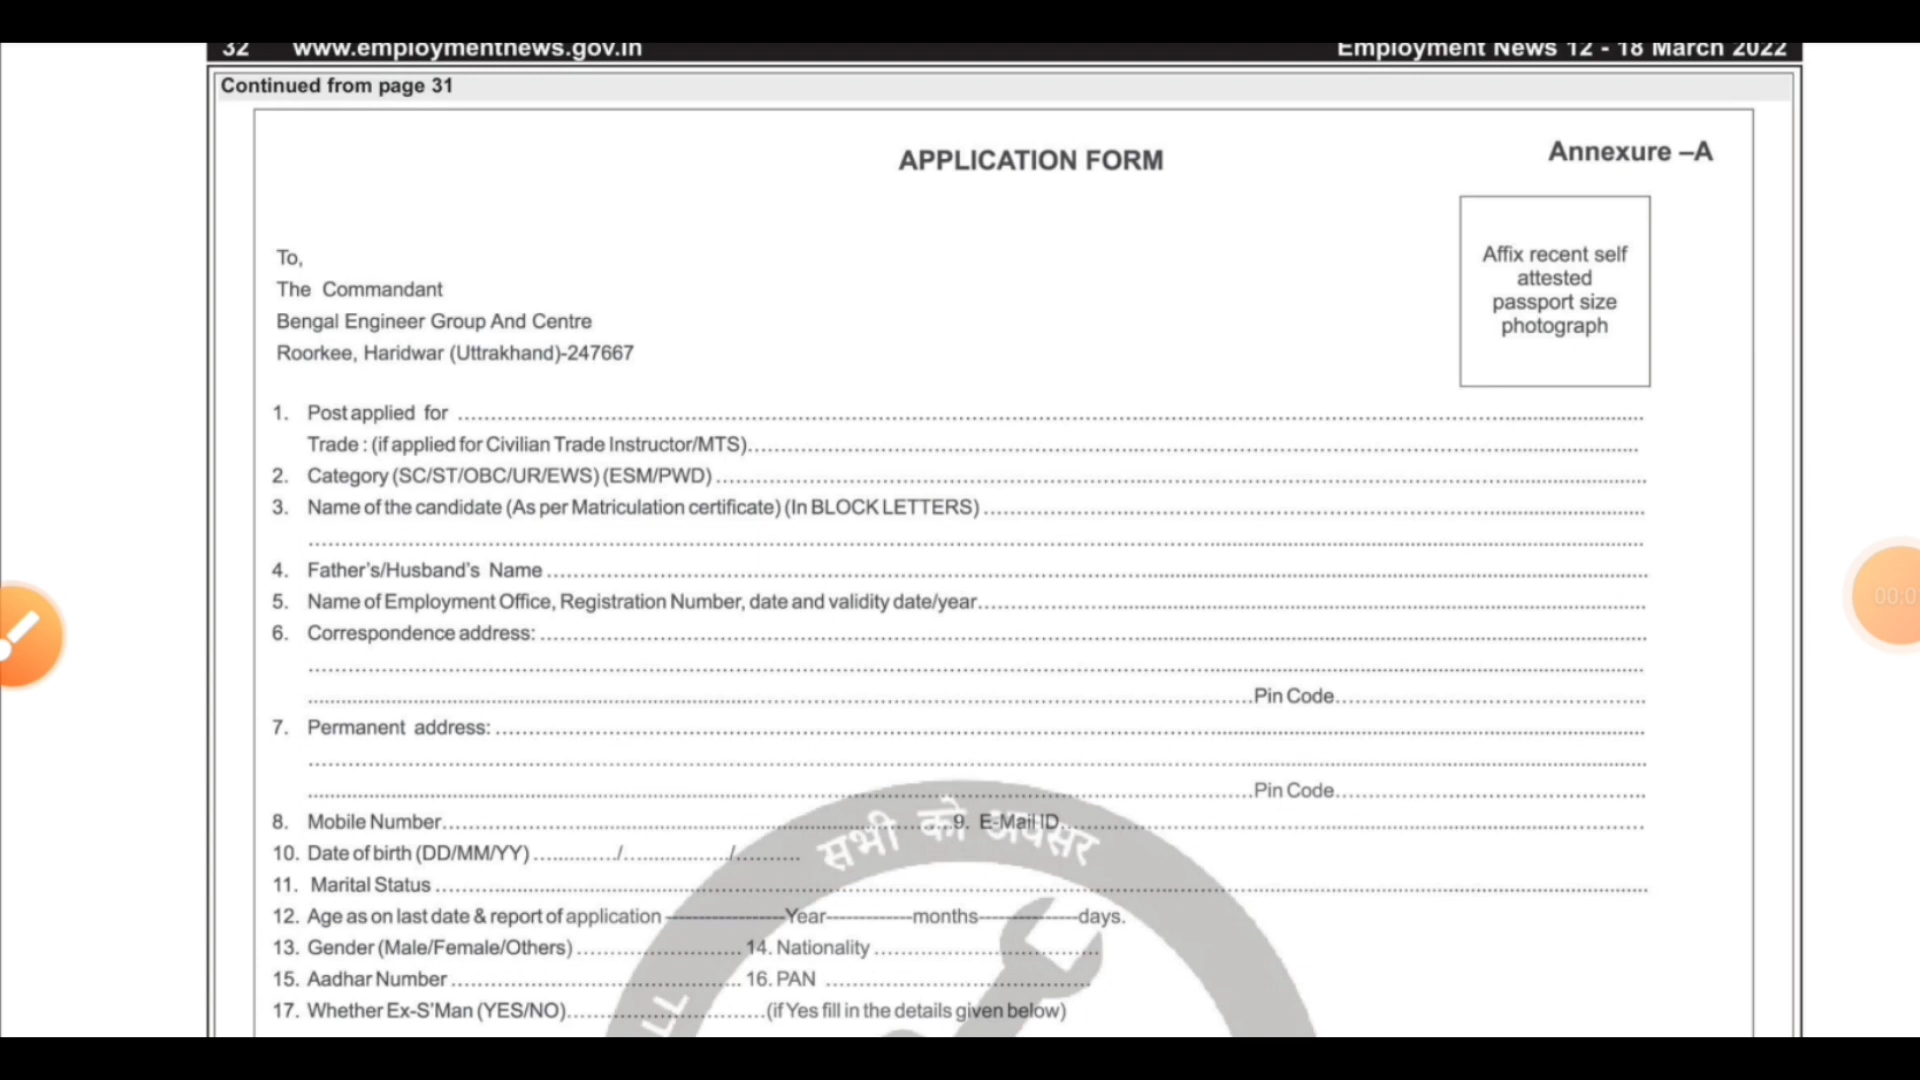 32 www.employmentnews.gov.in Employment News 12 - 18 March 2022
Continued from page 31
Annexure –A
APPLICATION FORM
Affix recent self
attested
passport size
photograph
To,
The Commandant
Bengal Engineer Group And Centre
Roorkee, Haridwar (Uttrakhand)-247667
1. Post applied for
Trade : (if applied for Civilian Trade Instructor/MTS)
2. Category (SC/ST/OBC/UR/EWS) (ESM/PWD)
3. Name of the candidate (As per Matriculation certificate) (In BLOCK LETTERS)
4. Father's/Husband's Name
5. Name of Employment Office, Registration Number, date and validity date/year
6. Correspondence address:
Pin Code
7. Permanent address:
Pin Code
8. Mobile Number 9. E-Mail ID
10. Date of birth (DD/MM/YY) / /
11. Marital Status
12. Age as on last date & report of application Year months days.
13. Gender (Male/Female/Others) 14. Nationality
15. Aadhar Number 16. PAN
17. Whether Ex-S'Man (YES/NO) (if Yes fill in the details given below)
सभी को अवसर
00:0